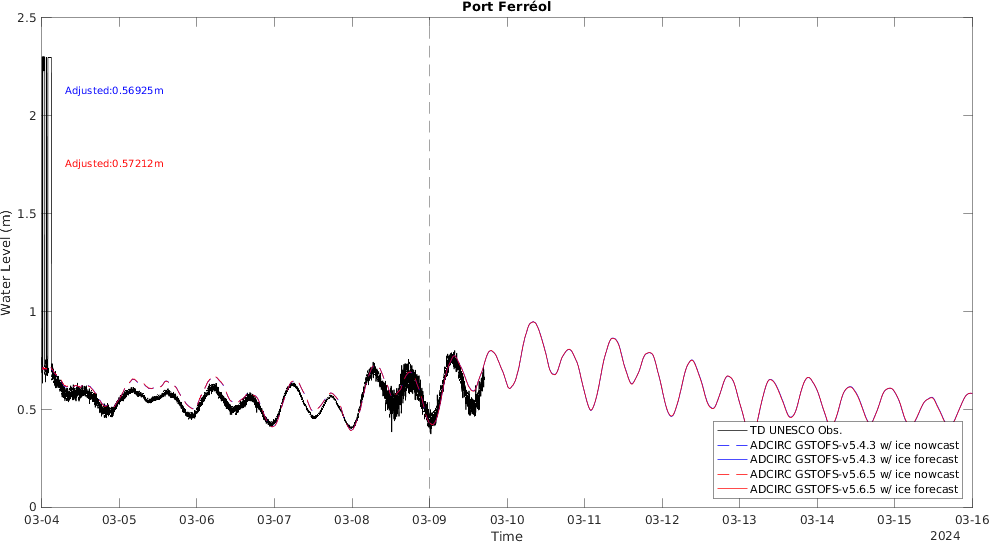 Port Ferréol
2.5
Adjusted:0.56925m
2
Adjusted:0.57212m
1.5
Water Level (m)
1
0.5
TD UNESCO Obs.
ADCIRC GSTOFS-v5.4.3 w/ ice nowcast
ADCIRC GSTOFS-v5.4.3 w/ ice forecast
ADCIRC GSTOFS-v5.6.5 w/ ice nowcast
ADCIRC GSTOFS-v5.6.5 w/ ice forecast
0
03-04 03-05 03-06 03-07 03-08 03-09 03-10 03-11 03-12 03-13 03-14 03-15 03-16
Time
2024